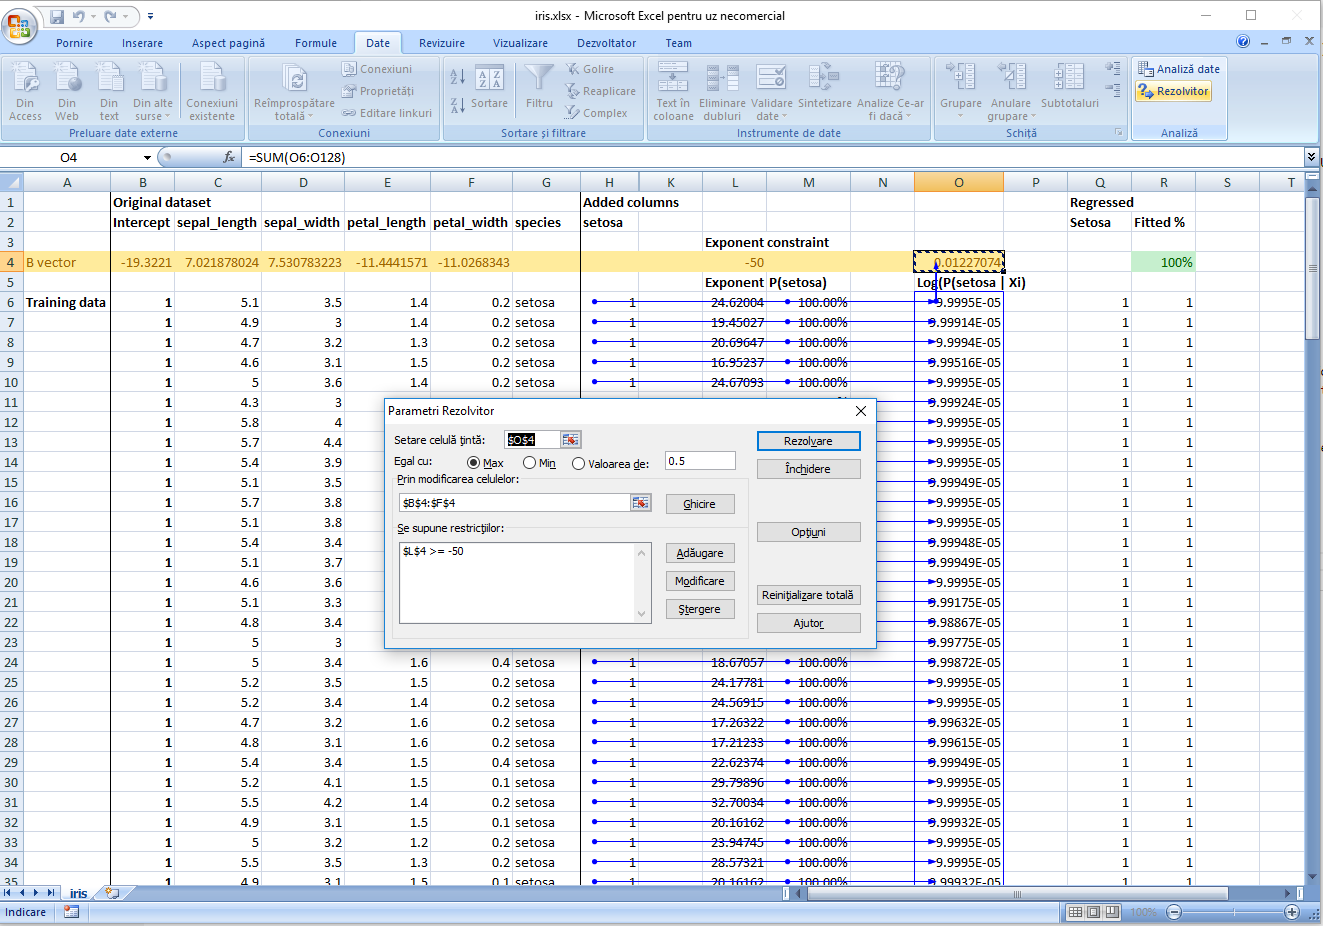 iris.xlsx - Microsoft Excel pentru uz necomercial
Pornire Inserare Aspect pagină Formule Date Revizuire Vizualizare Dezvoltator Team
Din Access Din Web Din text Din alte surse Conexiuni existente
Preluare date externe
Reîmprospătare totală Conexiuni Proprietăți Editare linkuri
Conexiuni
Sortare Filtru Golire Reaplicare Complex
Sortare și filtrare
Text în coloane Eliminare dubluri Validare date Sintetizare Analize Ce-ar fi dacă
Instrumente de date
Grupare Anulare grupare Subtotaluri
Schiță
Analiză date
Rezolvitor
Analiză
O4 fx =SUM(O6:O128)
A B C D E F G H K L M N O P Q R S T
1 Original dataset Added columns Regressed
2 Intercept sepal_length sepal_width petal_length petal_width species setosa Setosa Fitted %
3 Exponent constraint
4 B vector -19.3221 7.021878024 7.530783223 -11.4441571 -11.0268343 -50 0.01227074 100%
5 Exponent P(setosa) Log(P(setosa | Xi)
6 Training data 1 5.1 3.5 1.4 0.2 setosa 1 24.62004 100.00% 9.9995E-05 1 1
7 1 4.9 3 1.4 0.2 setosa 1 19.45027 100.00% 9.99914E-05 1 1
8 1 4.7 3.2 1.3 0.2 setosa 1 20.69647 100.00% 9.9994E-05 1 1
9 1 4.6 3.1 1.5 0.2 setosa 1 16.95237 100.00% 9.99516E-05 1 1
10 1 5 3.6 1.4 0.2 setosa 1 24.67093 100.00% 9.9995E-05 1 1
11 1 4.3 3 9.99924E-05 1 1
12 1 5.8 4 9.9995E-05 1 1
13 1 5.7 4.4 9.9995E-05 1 1
14 1 5.4 3.9 9.9995E-05 1 1
15 1 5.1 3.5 9.99949E-05 1 1
16 1 5.7 3.8 9.9995E-05 1 1
17 1 5.1 3.8 9.9995E-05 1 1
18 1 5.4 3.4 9.99948E-05 1 1
19 1 5.1 3.7 9.99949E-05 1 1
20 1 4.6 3.6 9.9995E-05 1 1
21 1 5.1 3.3 9.99175E-05 1 1
22 1 4.8 3.4 9.98867E-05 1 1
23 1 5 3 9.99775E-05 1 1
24 1 5 3.4 1.6 0.4 setosa 1 18.67057 100.00% 9.99872E-05 1 1
25 1 5.2 3.5 1.5 0.2 setosa 1 24.17781 100.00% 9.9995E-05 1 1
26 1 5.2 3.4 1.4 0.2 setosa 1 24.56915 100.00% 9.9995E-05 1 1
27 1 4.7 3.2 1.6 0.2 setosa 1 17.26322 100.00% 9.99632E-05 1 1
28 1 4.8 3.1 1.6 0.2 setosa 1 17.21233 100.00% 9.99615E-05 1 1
29 1 5.4 3.4 1.5 0.4 setosa 1 22.62374 100.00% 9.99949E-05 1 1
30 1 5.2 4.1 1.5 0.1 setosa 1 29.79896 100.00% 9.9995E-05 1 1
31 1 5.5 4.2 1.4 0.2 setosa 1 32.70034 100.00% 9.9995E-05 1 1
32 1 4.9 3.1 1.5 0.1 setosa 1 20.16162 100.00% 9.99932E-05 1 1
33 1 5 3.2 1.2 0.2 setosa 1 23.94745 100.00% 9.9995E-05 1 1
34 1 5.5 3.5 1.3 0.2 setosa 1 28.57321 100.00% 9.9995E-05 1 1
35 1 4.9 3.1 1.5 0.1 setosa 1 20.16162 100.00% 9.99932E-05 1 1
Parametri Rezolvitor
Setare celulă țintă: $O$4 Rezolvare
Egal cu: Max Min Valoarea de: 0.5 Închidere
Prin modificarea celulelor:
$B$4:$F$4 Ghicire
Se supune restricțiilor: Opțiuni
$L$4 >= -50 Adăugare
Modificare
Ștergere
Reinițializare totală
Ajutor
iris
Indicare 100%